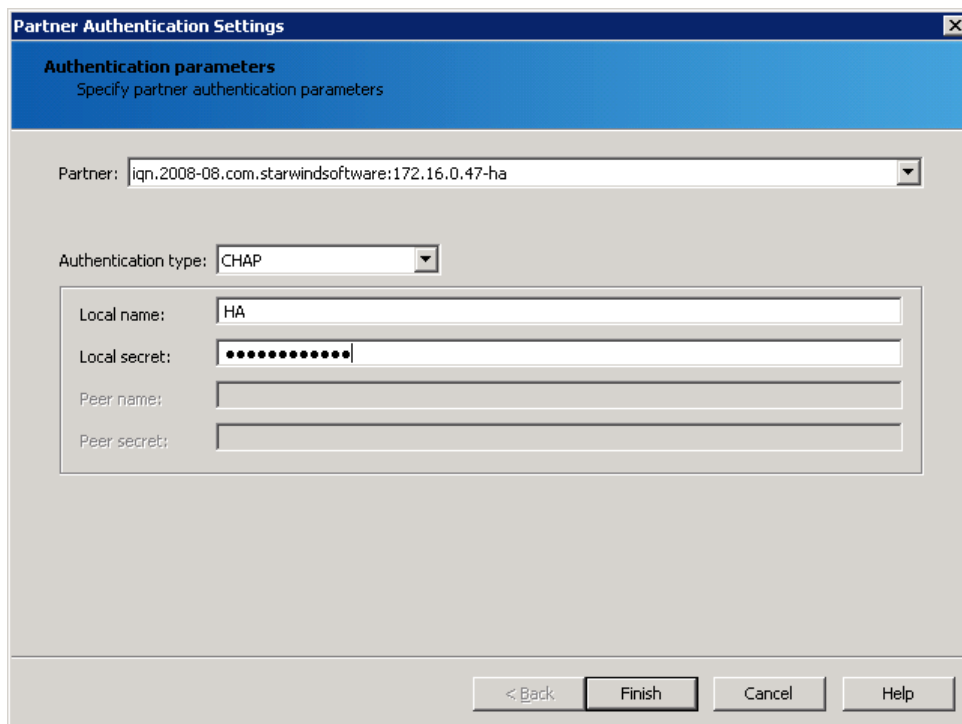 Partner Authentication Settings
Authentication parameters
Specify partner authentication parameters
Partner: iqn.2008-08.com.starwindsoftware:172.16.0.47-ha
Authentication type: CHAP
Local name: HA
Local secret: ●●●●●●●●●●●●
Peer name:
Peer secret:
< Back Finish Cancel Help